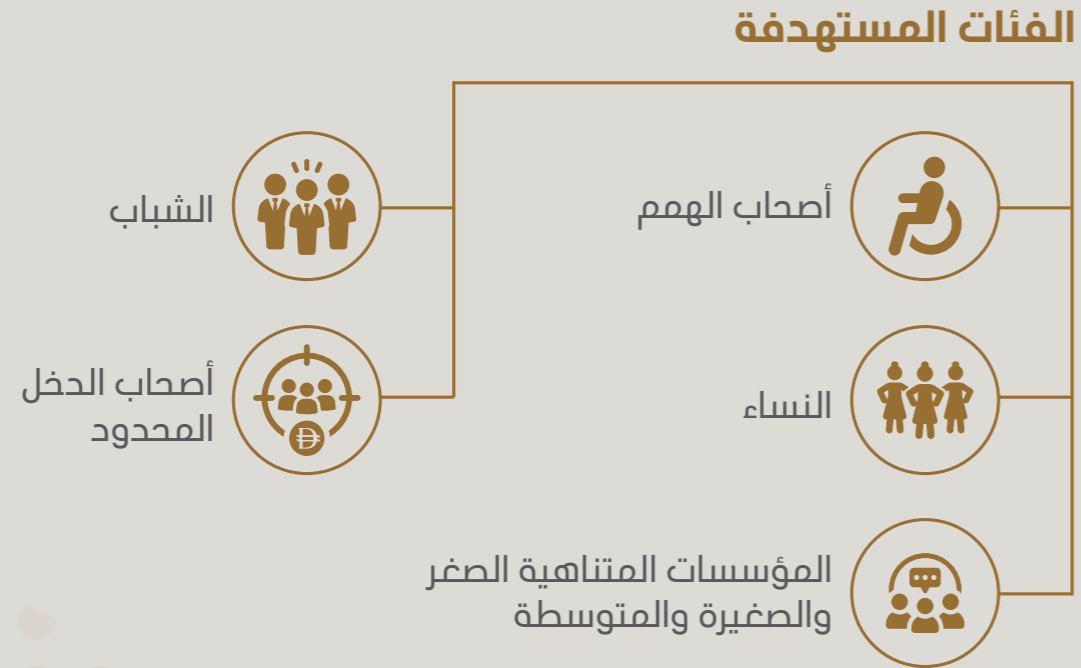 الفئات المستهدفة
أصحاب الهمم
النساء
المؤسسات المتناهية الصغر
والصغيرة والمتوسطة
الشباب
أصحاب الدخل
المحدود